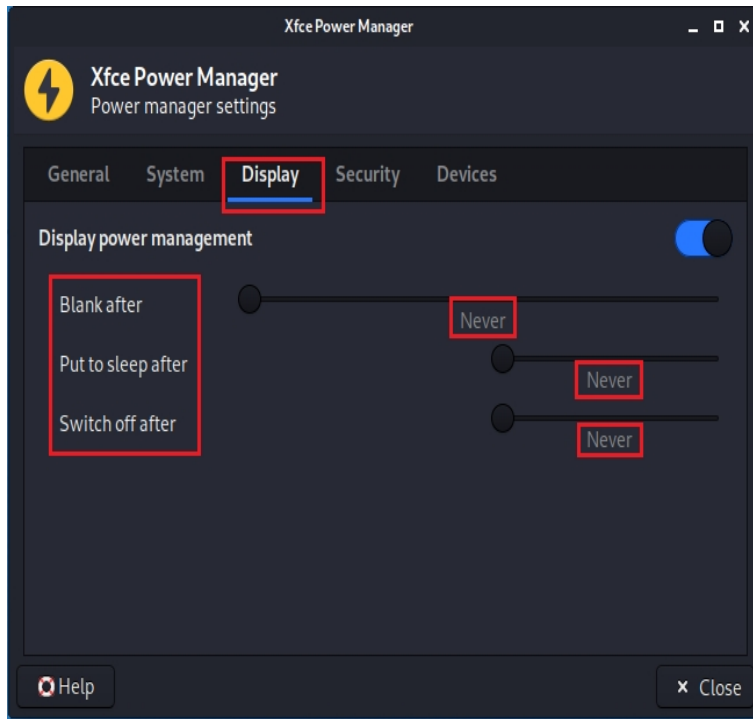 Xfce Power Manager
Xfce Power Manager
Power manager settings
General System Display Security Devices
Display power management
Blank after
Never
Put to sleep after
Never
Switch off after
Never
Help
Close